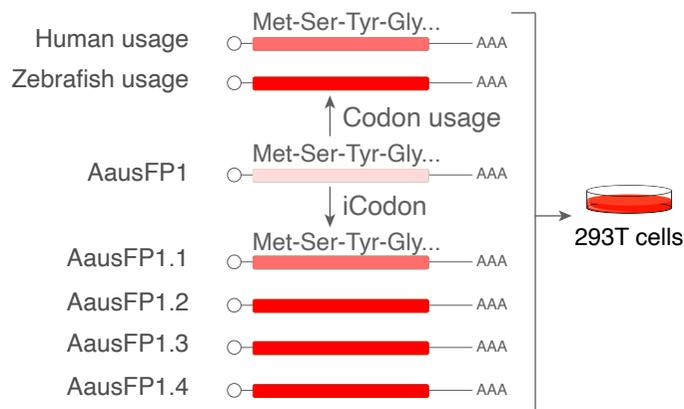 Met-Ser-Tyr-Gly...
Human usage AAA
Zebrafish usage AAA
Codon usage
Met-Ser-Tyr-Gly...
AausFP1 AAA
iCodon
293T cells
Met-Ser-Tyr-Gly...
AausFP1.1 AAA
AausFP1.2 AAA
AausFP1.3 AAA
AausFP1.4 AAA